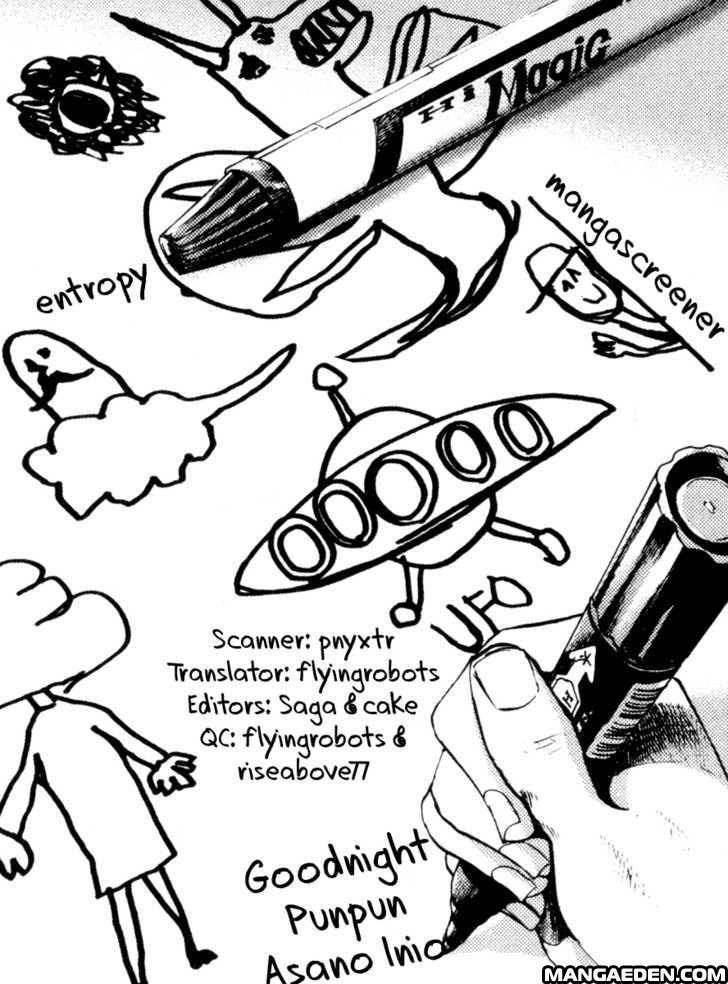 Hi Magic
mangascreener
entropy
UFO
Scanner: pnyxtr
Translator: flyingrobots
Editors: Saga & cake
QC: flyingrobots &
riseabove77
Goodnight
Punpun
Asano Inio
MANGAEDEN.COM